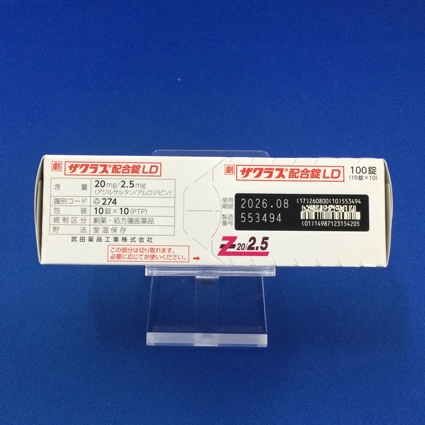 劇 ザクラス配合錠LD
含量 20mg/2.5mg
(アジルサルタン/アムロジピン)
識別コード 274
包装 10錠×10(PTP)
規制区分 劇薬・処方箋医薬品
貯法 室温保存
武田薬品工業株式会社
この部分は切り取れます。
必要に応じてお使いください。
劇 ザクラス配合錠LD 100錠
(10錠×10)
使用期限 2026.08
製造番号 553494
(17)260800(10)553494
(01)14987123154205
Z20/2.5